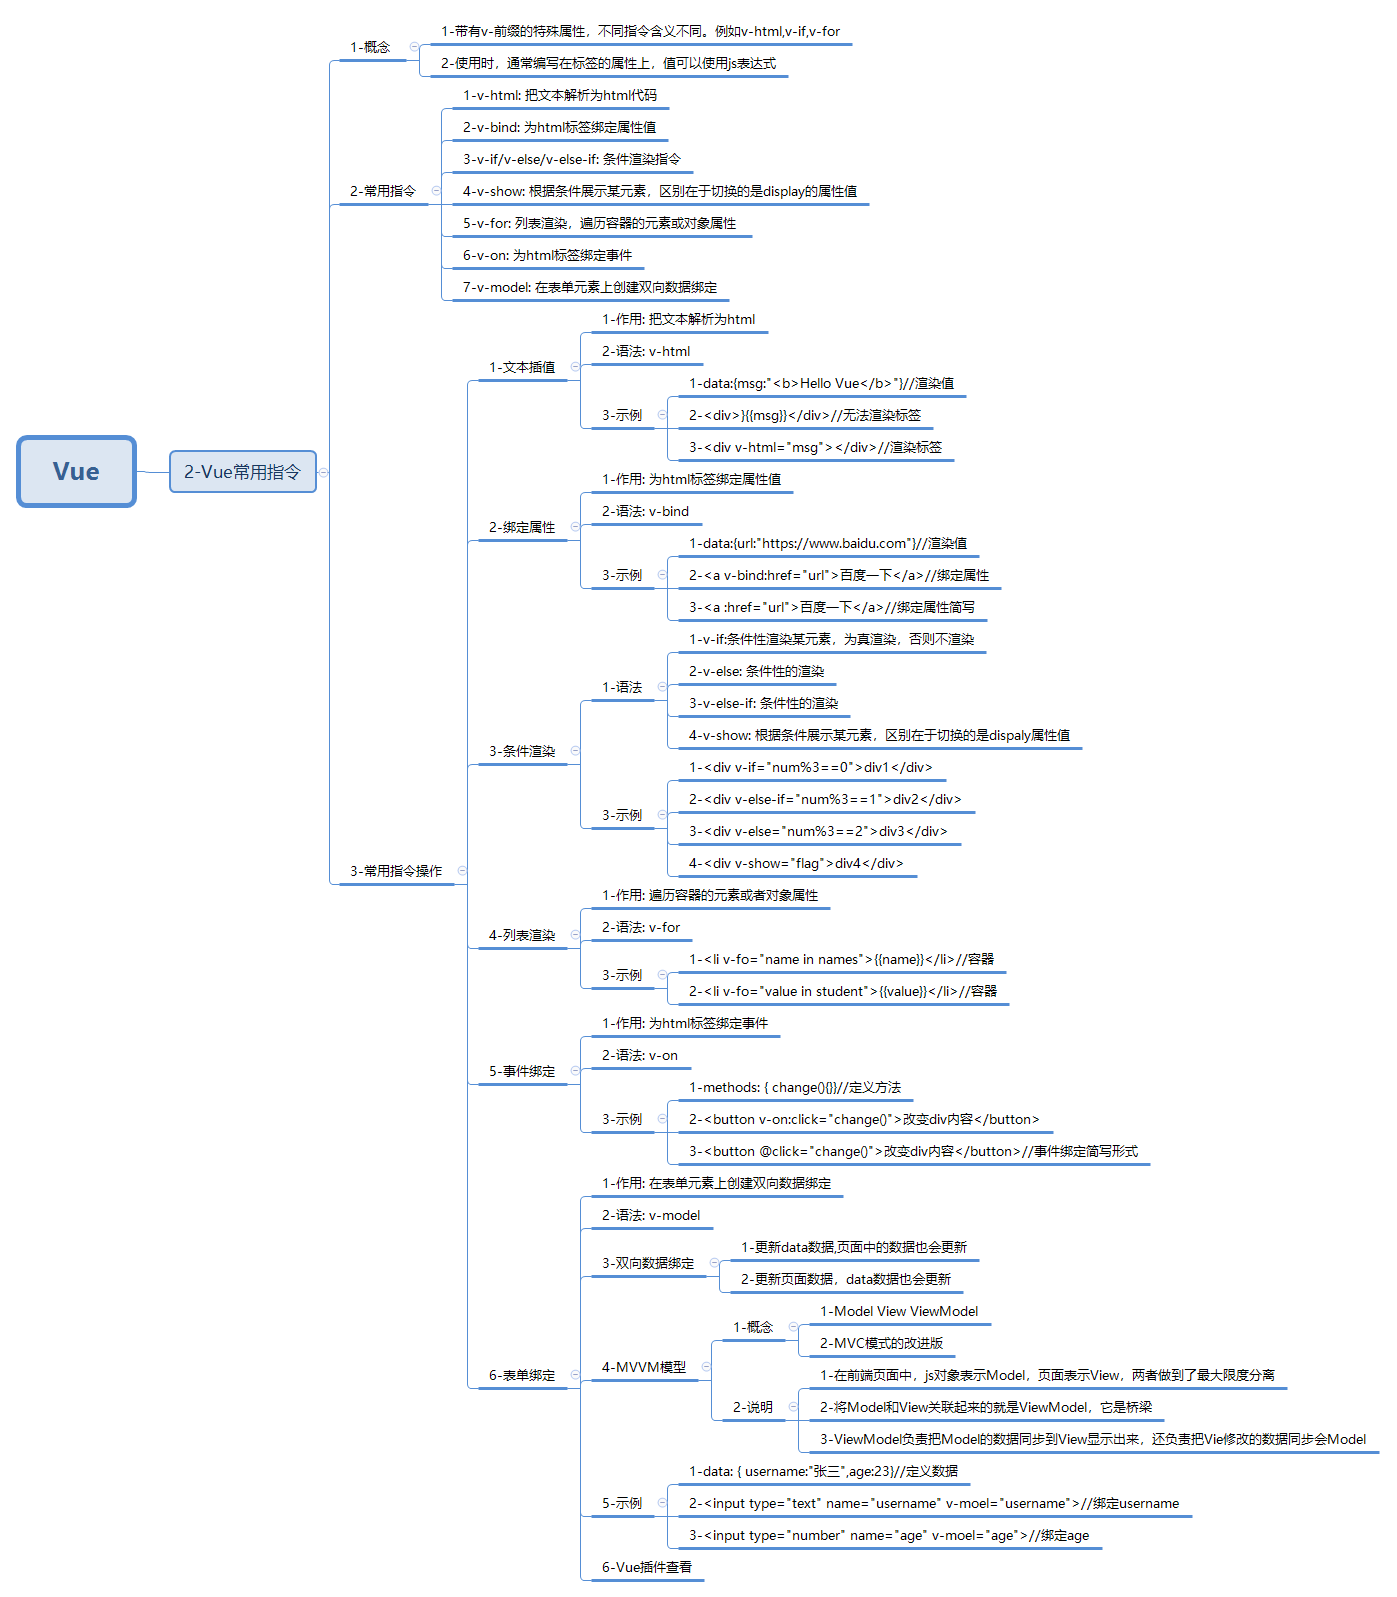 Vue
2-Vue常用指令
1-概念
1-带有v-前缀的特殊属性，不同指令含义不同。例如v-html,v-if,v-for
2-使用时，通常编写在标签的属性上，值可以使用js表达式
2-常用指令
1-v-html: 把文本解析为html代码
2-v-bind: 为html标签绑定属性值
3-v-if/v-else/v-else-if: 条件渲染指令
4-v-show: 根据条件展示某元素，区别在于切换的是display的属性值
5-v-for: 列表渲染，遍历容器的元素或对象属性
6-v-on: 为html标签绑定事件
7-v-model: 在表单元素上创建双向数据绑定
3-常用指令操作
1-文本插值
1-作用: 把文本解析为html
2-语法: v-html
3-示例
1-data:{msg:"<b>Hello Vue</b>"}//渲染值
2-<div>}{{msg}}</div>//无法渲染标签
3-<div v-html="msg"></div>//渲染标签
2-绑定属性
1-作用: 为html标签绑定属性值
2-语法: v-bind
3-示例
1-data:{url:"https://www.baidu.com"}//渲染值
2-<a v-bind:href="url">百度一下</a>//绑定属性
3-<a :href="url">百度一下</a>//绑定属性简写
3-条件渲染
1-语法
1-v-if:条件性渲染某元素，为真渲染，否则不渲染
2-v-else: 条件性的渲染
3-v-else-if: 条件性的渲染
4-v-show: 根据条件展示某元素，区别在于切换的是dispaly属性值
3-示例
1-<div v-if="num%3==0">div1</div>
2-<div v-else-if="num%3==1">div2</div>
3-<div v-else="num%3==2">div3</div>
4-<div v-show="flag">div4</div>
4-列表渲染
1-作用: 遍历容器的元素或者对象属性
2-语法: v-for
3-示例
1-<li v-fo="name in names">{{name}}</li>//容器
2-<li v-fo="value in student">{{value}}</li>//容器
5-事件绑定
1-作用: 为html标签绑定事件
2-语法: v-on
3-示例
1-methods: { change(){}}//定义方法
2-<button v-on:click="change()">改变div内容</button>
3-<button @click="change()">改变div内容</button>//事件绑定简写形式
6-表单绑定
1-作用: 在表单元素上创建双向数据绑定
2-语法: v-model
3-双向数据绑定
1-更新data数据,页面中的数据也会更新
2-更新页面数据，data数据也会更新
4-MVVM模型
1-概念
1-Model View ViewModel
2-MVC模式的改进版
2-说明
1-在前端页面中，js对象表示Model，页面表示View，两者做到了最大限度分离
2-将Model和View关联起来的就是ViewModel，它是桥梁
3-ViewModel负责把Model的数据同步到View显示出来，还负责把Vie修改的数据同步会Model
5-示例
1-data: { username:"张三",age:23}//定义数据
2-<input type="text" name="username" v-moel="username">//绑定username
3-<input type="number" name="age" v-moel="age">//绑定age
6-Vue插件查看